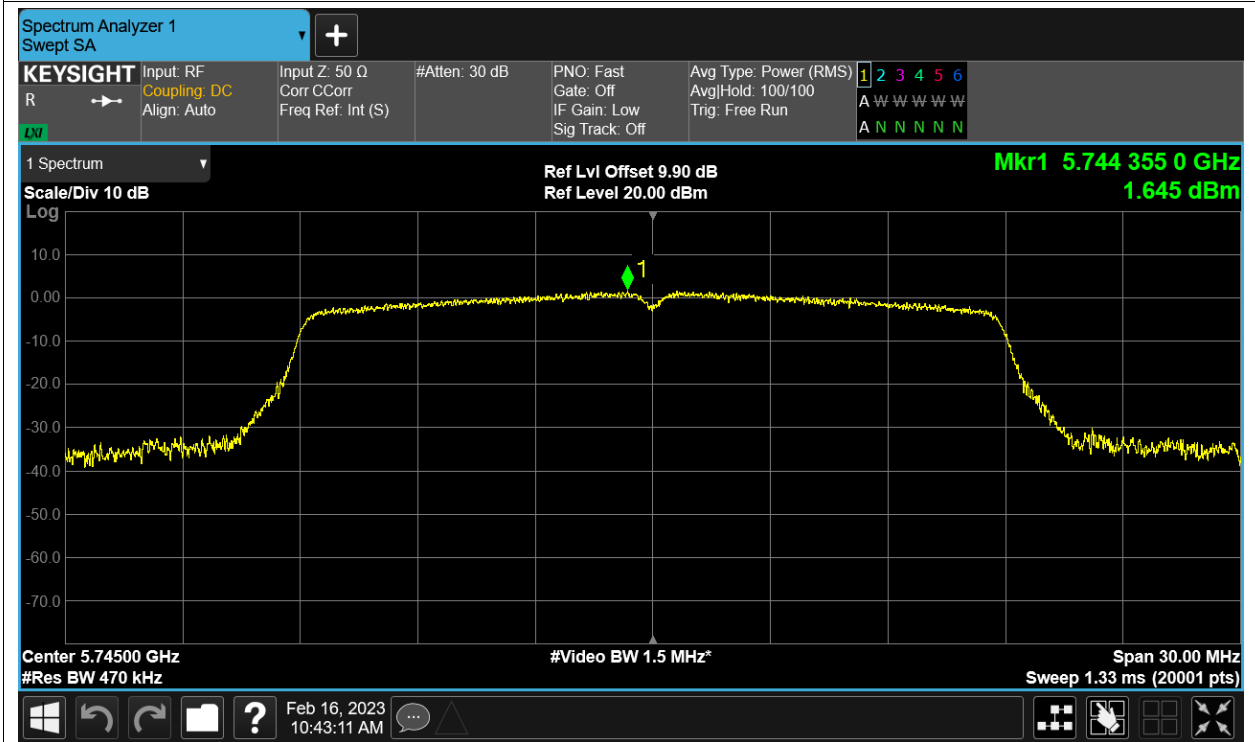 Spectrum Analyzer 1
Swept SA
KEYSIGHT
R
LXI
Input: RF
Coupling: DC
Align: Auto
Input Z: 50 Ω
Corr CCorr
Freq Ref: Int (S)
#Atten: 30 dB
PNO: Fast
Gate: Off
IF Gain: Low
Sig Track: Off
Avg Type: Power (RMS)
Avg|Hold: 100/100
Trig: Free Run
1 2 3 4 5 6
A W W W W W
A N N N N N
1 Spectrum
Scale/Div 10 dB
Log
Ref Lvl Offset 9.90 dB
Ref Level 20.00 dBm
Mkr1 5.744 355 0 GHz
1.645 dBm
1
10.0
0.00
-10.0
-20.0
-30.0
-40.0
-50.0
-60.0
-70.0
Center 5.74500 GHz
#Res BW 470 kHz
#Video BW 1.5 MHz*
Span 30.00 MHz
Sweep 1.33 ms (20001 pts)
?
Feb 16, 2023
10:43:11 AM